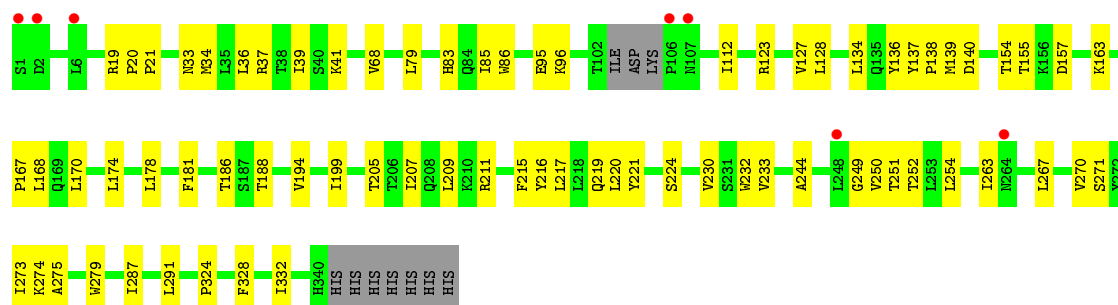 S1 D2 L6 R19 P20 P21 N33 M34 L35 L36 R37 T38 I39 S40 K41 V68 L79 H83 Q84 I85 W86 E95 K96 T102 ILE ASP LYS P106 N107 I112 R123 V127 L128 L134 Q135 Y136 Y137 P138 M139 D140 T154 T155 K156 D157 K163
P167 L168 Q169 L170 L174 L178 F181 T186 S187 T188 V194 I199 T205 T206 I207 Q208 L209 K210 R211 F215 Y216 L217 L218 Q219 L220 Y221 S224 V230 S231 W232 V233 A244 L248 G249 V250 T251 T252 L253 L254 I263 N264 L267 V270 S271 Y272
I273 K274 A275 W279 I287 L291 P324 F328 I332 H340 HIS HIS HIS HIS HIS HIS HIS